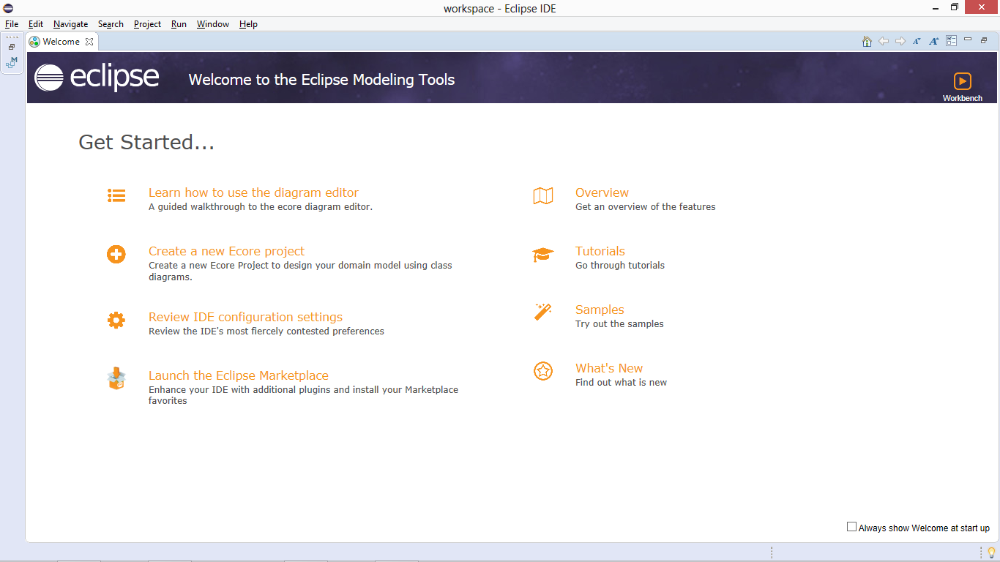 workspace - Eclipse IDE
File Edit Navigate Search Project Run Window Help
Welcome
eclipse
Welcome to the Eclipse Modeling Tools
Workbench
Get Started...
Learn how to use the diagram editor
A guided walkthrough to the ecore diagram editor.
Create a new Ecore project
Create a new Ecore Project to design your domain model using class
diagrams.
Review IDE configuration settings
Review the IDE's most fiercely contested preferences
Launch the Eclipse Marketplace
Enhance your IDE with additional plugins and install your Marketplace
favorites
Overview
Get an overview of the features
Tutorials
Go through tutorials
Samples
Try out the samples
What's New
Find out what is new
Always show Welcome at start up